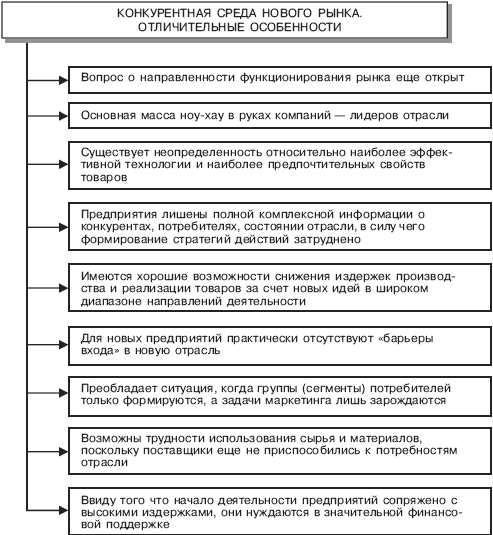 КОНКУРЕНТНАЯ СРЕДА НОВОГО РЫНКА.
ОТЛИЧИТЕЛЬНЫЕ ОСОБЕННОСТИ
Вопрос о направленности функционирования рынка еще открыт
Основная масса ноу-хау в руках компаний — лидеров отрасли
Существует неопределенность относительно наиболее эффек-
тивной технологии и наиболее предпочтительных свойств
товаров
Предприятия лишены полной комплексной информации о
конкурентах, потребителях, состоянии отрасли, в силу чего
формирование стратегий действий затруднено
Имеются хорошие возможности снижения издержек производ-
ства и реализации товаров за счет новых идей в широком
диапазоне направлений деятельности
Для новых предприятий практически отсутствуют «барьеры
входа» в новую отрасль
Преобладает ситуация, когда группы (сегменты) потребителей
только формируются, а задачи маркетинга лишь зарождаются
Возможны трудности использования сырья и материалов,
поскольку поставщики еще не приспособились к потребностям
отрасли
Ввиду того что начало деятельности предприятий сопряжено с
высокими издержками, они нуждаются в значительной финансо-
вой поддержке